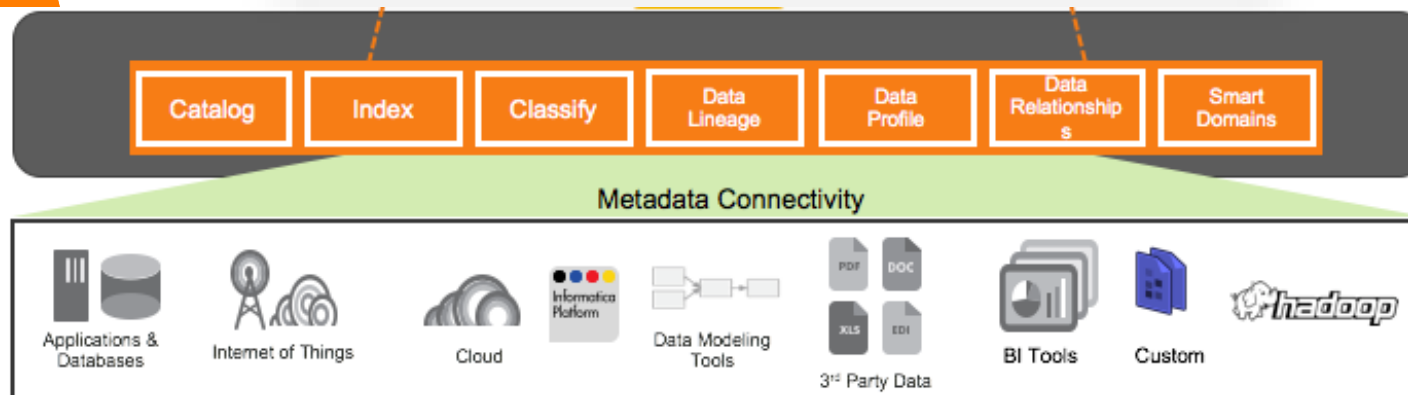 Catalog
Index
Classify
Data
Lineage
Data
Profile
Data
Relationship
s
Smart
Domains
Metadata Connectivity
Applications &
Databases
Internet of Things
Cloud
Informatica
Platform
Data Modeling
Tools
PDF
DOC
XLS
EDI
3rd Party Data
BI Tools
Custom
hadoop